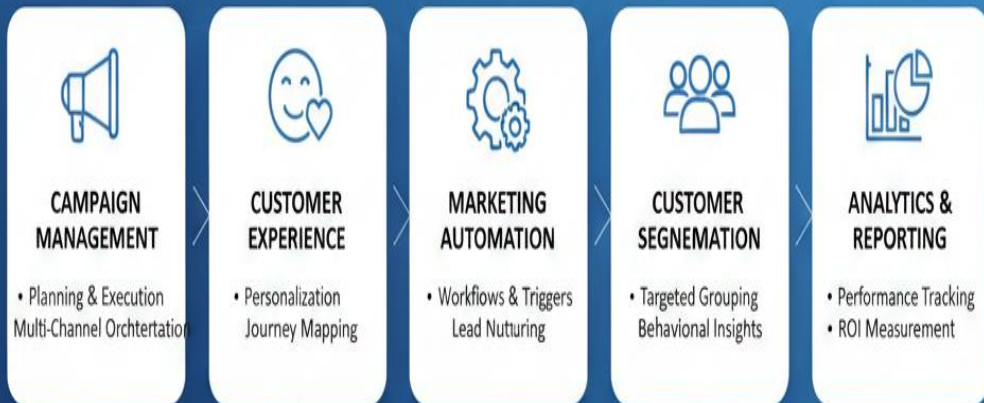 CAMPAIGN
MANAGEMENT
• Planning & Execution
Multi-Channel Orchtertation
CUSTOMER
EXPERIENCE
• Personalization
Journey Mapping
MARKETING
AUTOMATION
• Workflows & Triggers
Lead Nutturing
CUSTOMER
SEGNEMATION
• Targeted Grouping
Behavioral Insights
ANALYTICS &
REPORTING
• Performance Tracking
• ROI Measurement